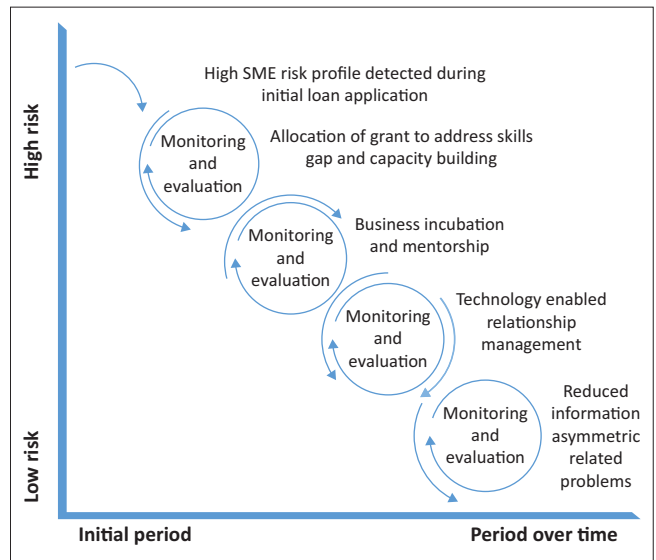 High risk
Low risk
High SME risk profile detected during
initial loan application
Monitoring
and
evaluation
Allocation of grant to address skills
gap and capacity building
Monitoring
and
evaluation
Business incubation
and mentorship
Monitoring
and
evaluation
Technology enabled
relationship
management
Monitoring
and
evaluation
Reduced
information
asymmetric
related
problems
Initial period
Period over time